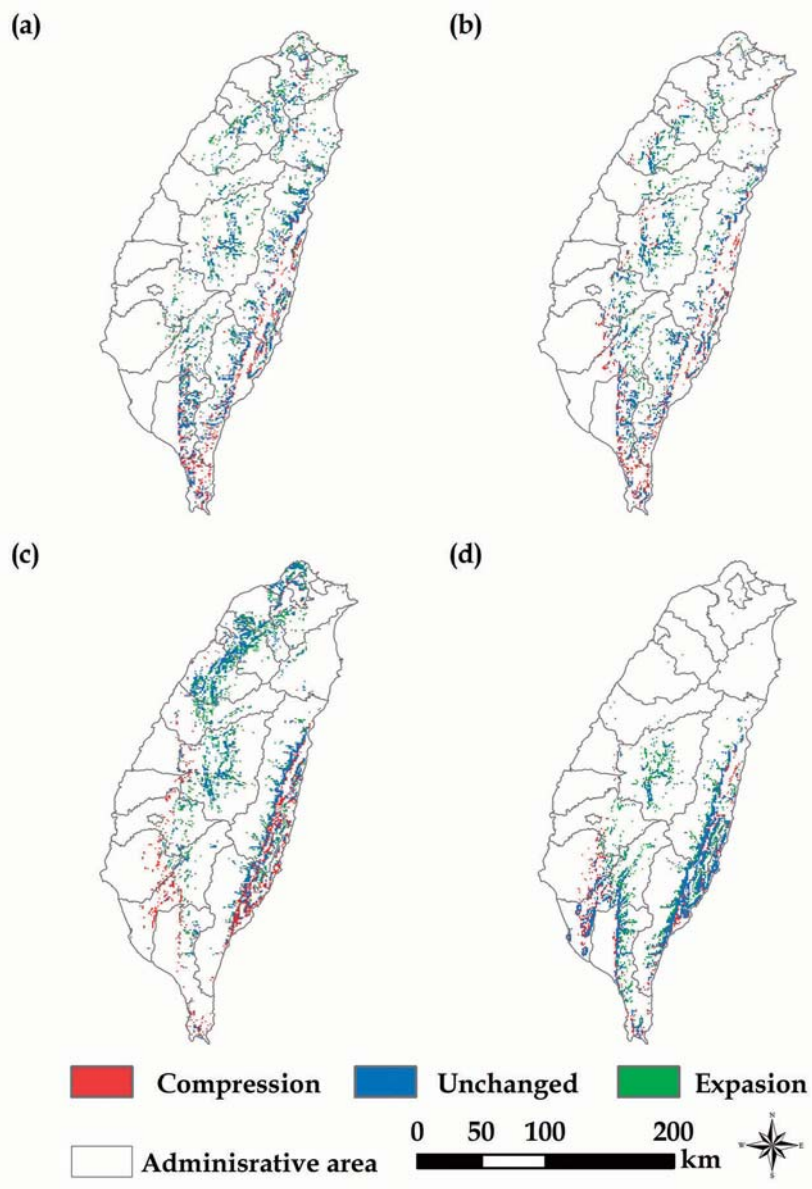 (a) (b)
(c) (d)
Compression Unchanged Expasion
Adminisrative area 0 50 100 200 km
N
W E
S